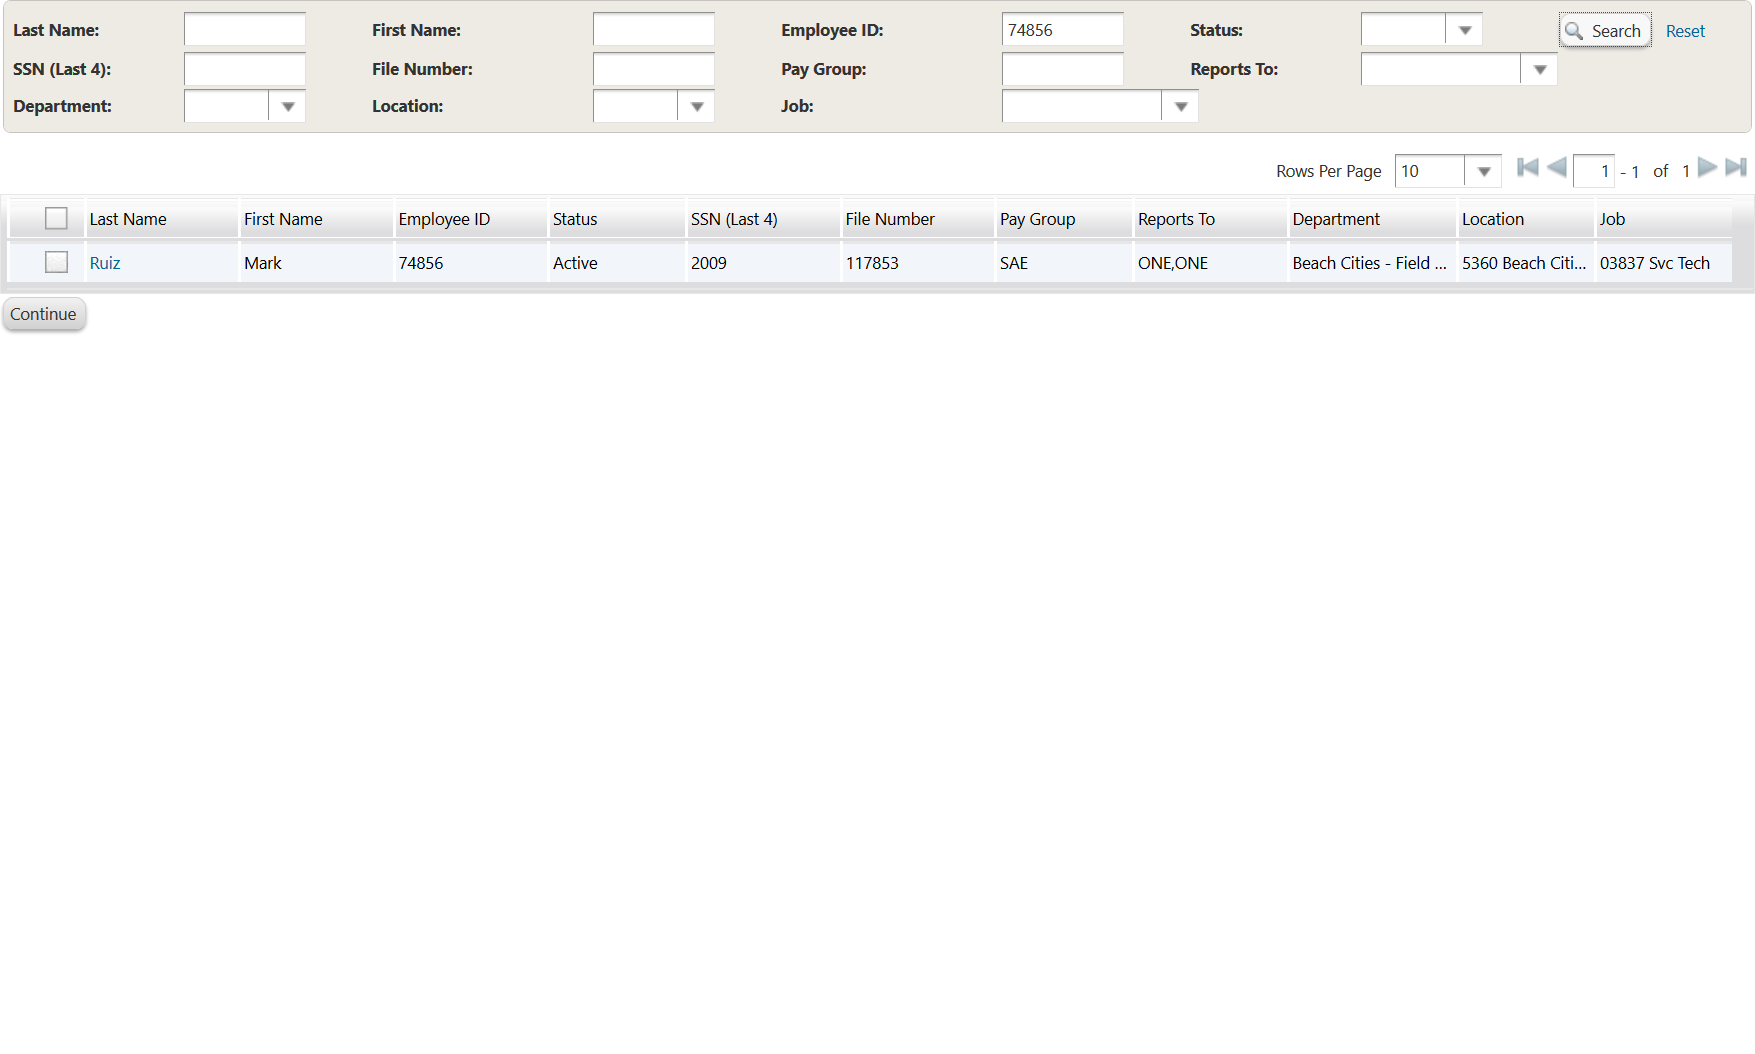 Last Name: First Name: Employee ID: 74856 Status: Search Reset
SSN (Last 4): File Number: Pay Group: Reports To:
Department: Location: Job:
Rows Per Page 10 1 - 1 of 1
Last Name First Name Employee ID Status SSN (Last 4) File Number Pay Group Reports To Department Location Job
Ruiz Mark 74856 Active 2009 117853 SAE ONE,ONE Beach Cities - Field ... 5360 Beach Citi... 03837 Svc Tech
Continue